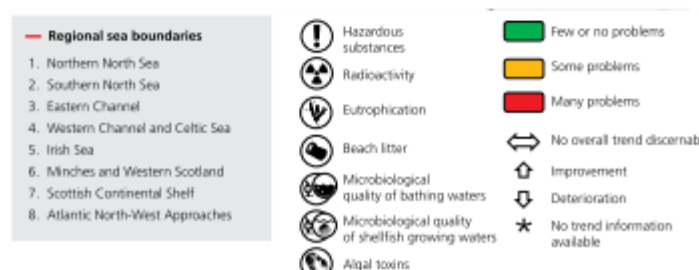 Regional sea boundaries
1. Northern North Sea
2. Southern North Sea
3. Eastern Channel
4. Western Channel and Celtic Sea
5. Irish Sea
6. Minches and Western Scotland
7. Scottish Continental Shelf
8. Atlantic North-West Approaches
Hazardous
substances
Radioactivity
Eutrophication
Beach litter
Microbiological
quality of bathing waters
Microbiological quality
of shellfish growing waters
Algal toxins
Few or no problems
Some problems
Many problems
No overall trend discernab
Improvement
Deterioration
* No trend information
available